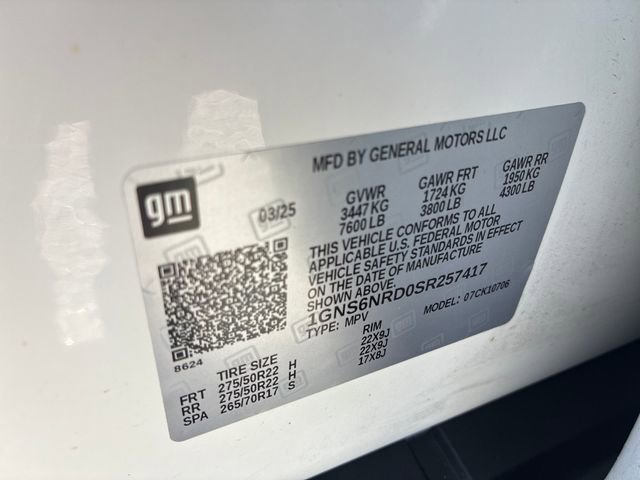 MFD BY GENERAL MOTORS LLC
gm
03/25
GVWR GAWR FRT GAWR RR
3447 KG 1724 KG 1950 KG
7600 LB 3800 LB 4300 LB
THIS VEHICLE CONFORMS TO ALL
APPLICABLE U.S. FEDERAL MOTOR
VEHICLE SAFETY STANDARDS IN EFFECT
ON THE DATE OF MANUFACTURE
SHOWN ABOVE.
1GNS6NRD0SR257417
TYPE: MPV MODEL: 07CK10706
8624
TIRE SIZE RIM
FRT 275/50R22 H 22X9J
RR 275/50R22 H 22X9J
SPA 265/70R17 S 17X8J